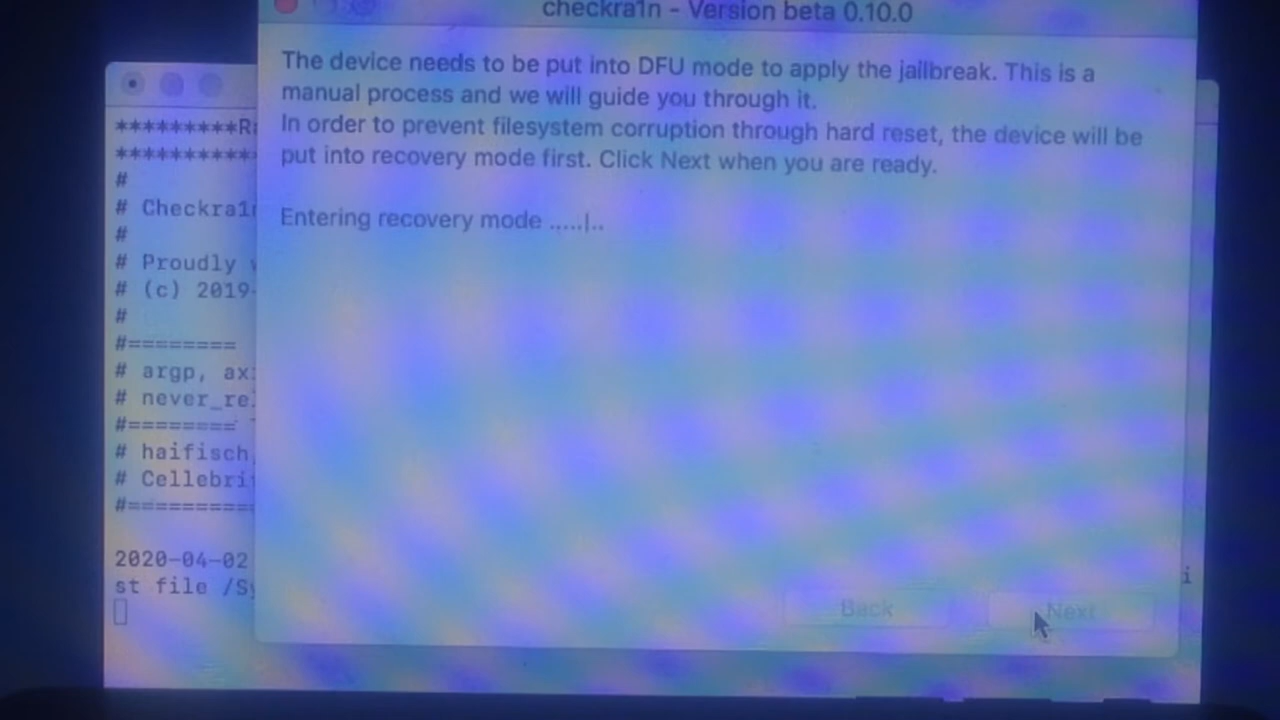 checkra1n - Version beta 0.10.0
The device needs to be put into DFU mode to apply the jailbreak. This is a
manual process and we will guide you through it.
In order to prevent filesystem corruption through hard reset, the device will be
put into recovery mode first. Click Next when you are ready.
Entering recovery mode .....|..
Back Next
*********R
***********
#
# Checkra1
#
# Proudly
# (c) 2019-
#
#========
# argp, ax
# never_re
#========
# haifisch,
# Cellebri
#==========
2020-04-02
st file /Sy
i